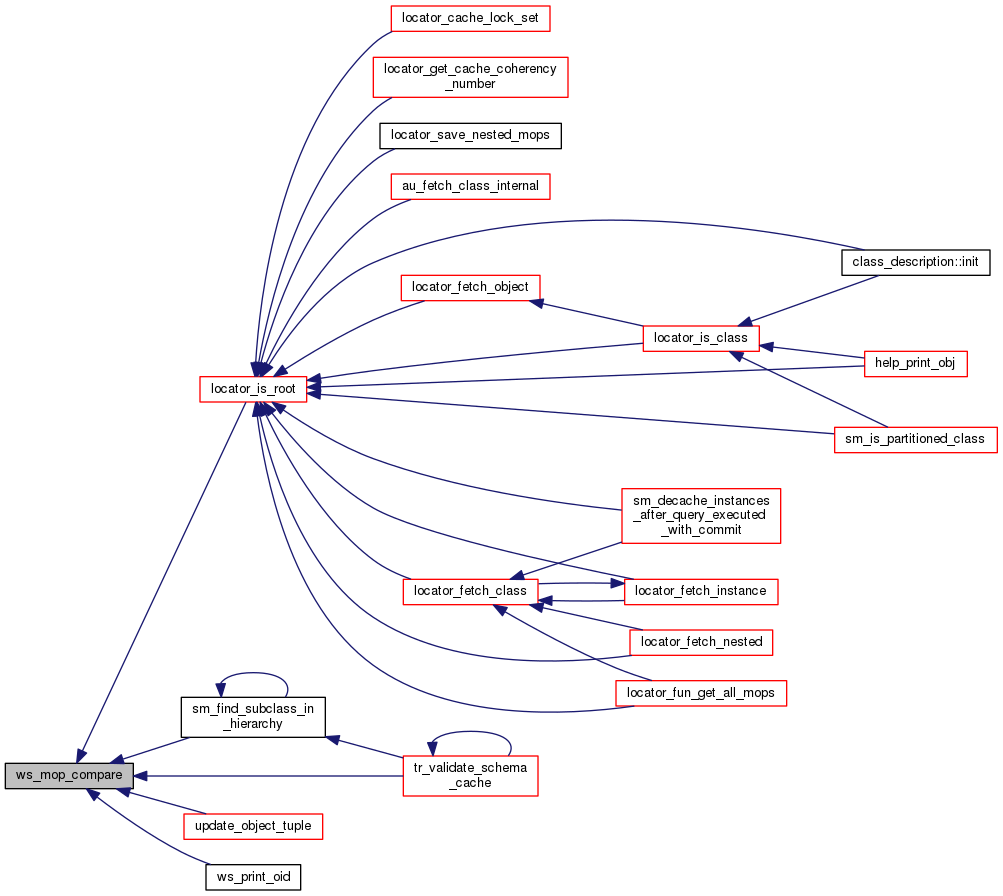 locator_cache_lock_set
locator_get_cache_coherency
_number
locator_save_nested_mops
au_fetch_class_internal
class_description::init
locator_fetch_object
locator_is_class
help_print_obj
locator_is_root
sm_is_partitioned_class
sm_decache_instances
_after_query_executed
_with_commit
locator_fetch_class
locator_fetch_instance
locator_fetch_nested
locator_fun_get_all_mops
sm_find_subclass_in
_hierarchy
ws_mop_compare
tr_validate_schema
_cache
update_object_tuple
ws_print_oid